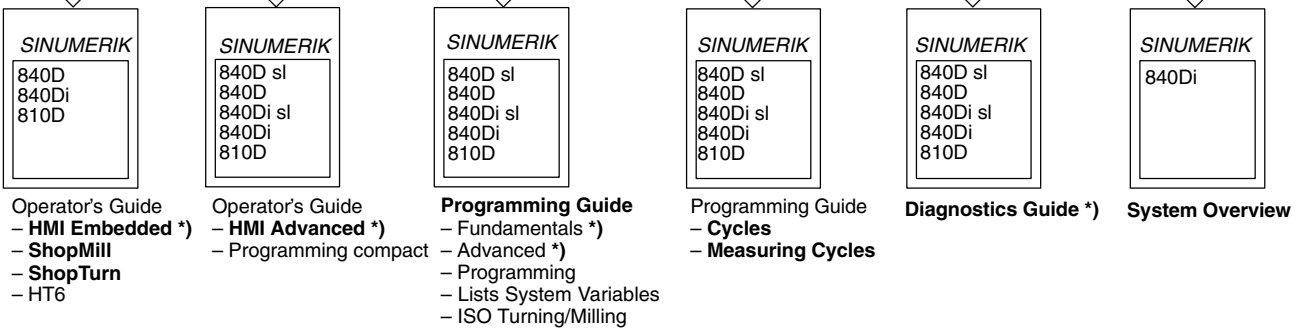 SINUMERIK
840D
840Di
810D
Operator's Guide
– HMI Embedded *)
– ShopMill
– ShopTurn
– HT6
SINUMERIK
840D sl
840D
840Di sl
840Di
810D
Operator's Guide
– HMI Advanced *)
– Programming compact
SINUMERIK
840D sl
840D
840Di sl
840Di
810D
Programming Guide
– Fundamentals *)
– Advanced *)
– Programming
– Lists System Variables
– ISO Turning/Milling
SINUMERIK
840D sl
840D
840Di sl
840Di
810D
Programming Guide
– Cycles
– Measuring Cycles
SINUMERIK
840D sl
840D
840Di sl
840Di
810D
Diagnostics Guide *)
SINUMERIK
840Di
System Overview